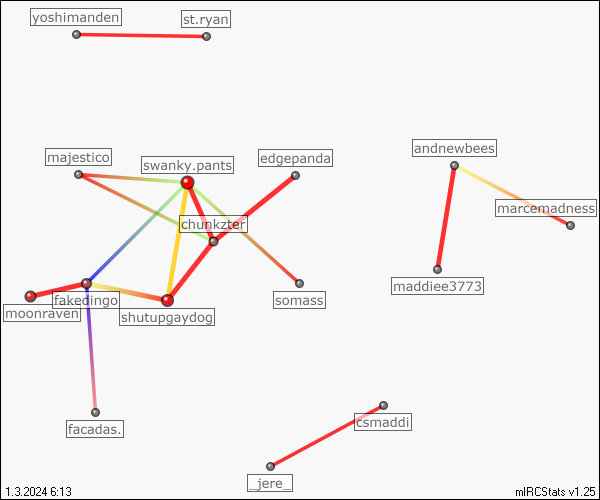 yoshimanden
st.ryan
majestico
swanky.pants
edgepanda
andnewbees
marcemadness
chunkzter
maddiee3773
somass
fakedingo
moonraven
shutupgaydog
facadas.
csmaddi
_jere_
1.3.2024 6:13
mIRCStats v1.25